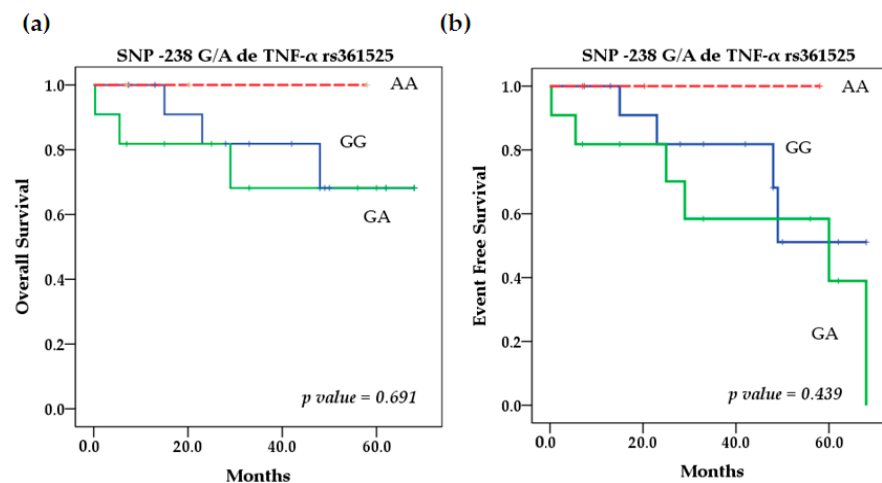 (a)
SNP -238 G/A de TNF-α rs361525
1.0
0.8
0.6
0.4
0.2
0.0
0.0
20.0
40.0
60.0
Overall Survival
Months
AA
GG
GA
p value = 0.691
(b)
SNP -238 G/A de TNF-α rs361525
1.0
0.8
0.6
0.4
0.2
0.0
0.0
20.0
40.0
60.0
Event Free Survival
Months
AA
GG
GA
p value = 0.439